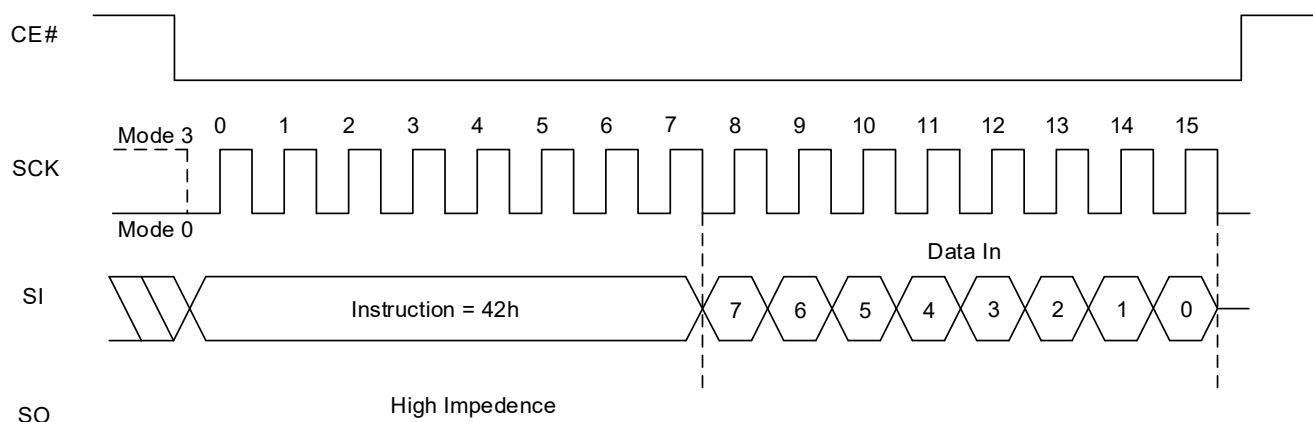 CE#
Mode 3
0 1 2 3 4 5 6 7 8 9 10 11 12 13 14 15
SCK
Mode 0
Data In
SI
Instruction = 42h
7 6 5 4 3 2 1 0
High Impedence
SO